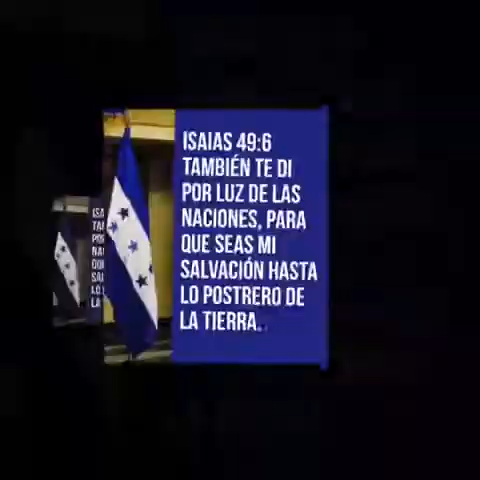 ISAIAS 49:6
TAMBIÉN TE DI
POR LUZ DE LAS
NACIONES, PARA
QUE SEAS MI
SALVACIÓN HASTA
LO POSTRERO DE
LA TIERRA.